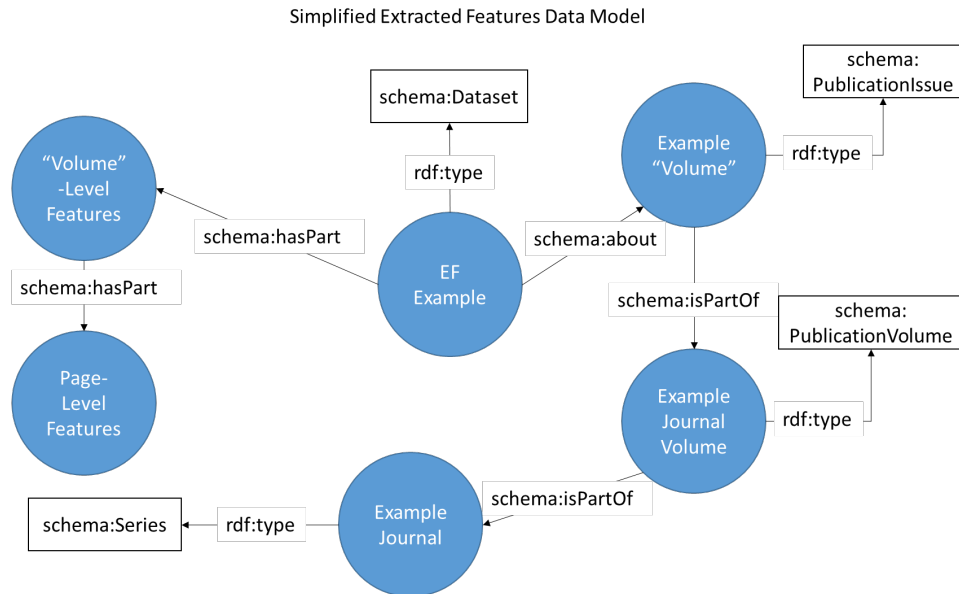 Simplified Extracted Features Data Model
schema:
PublicationIssue
schema:Dataset
“Volume”
-Level
Features
Example
“Volume”
rdf:type
rdf:type
schema:hasPart
schema:about
EF
Example
schema:hasPart
schema:isPartOf
schema:
PublicationVolume
Page-
Level
Features
Example
Journal
Volume
rdf:type
schema:isPartOf
Example
Journal
rdf:type
schema:Series